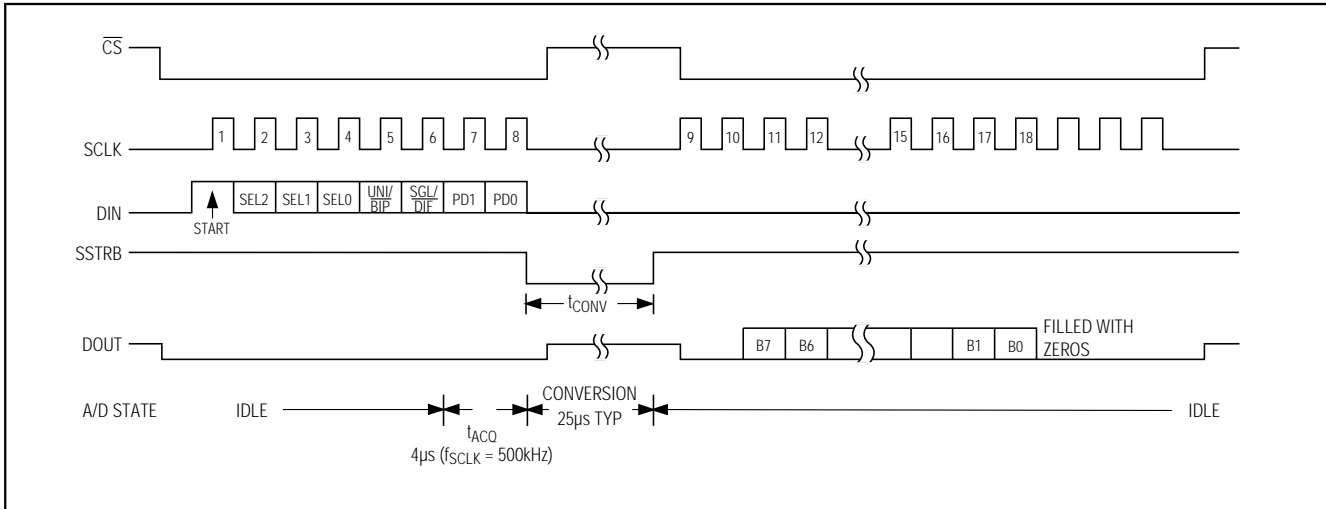 CS
SCLK
1 2 3 4 5 6 7 8 9 10 11 12 15 16 17 18
DIN
SEL2 SEL1 SEL0 UNI/BIP SGL/DIF PD1 PD0
START
SSTRB
tCONV
DOUT
B7 B6 B1 B0
FILLED WITH
ZEROS
A/D STATE
IDLE
tACQ
4µs (fSCLK = 500kHz)
CONVERSION
25µs TYP
IDLE